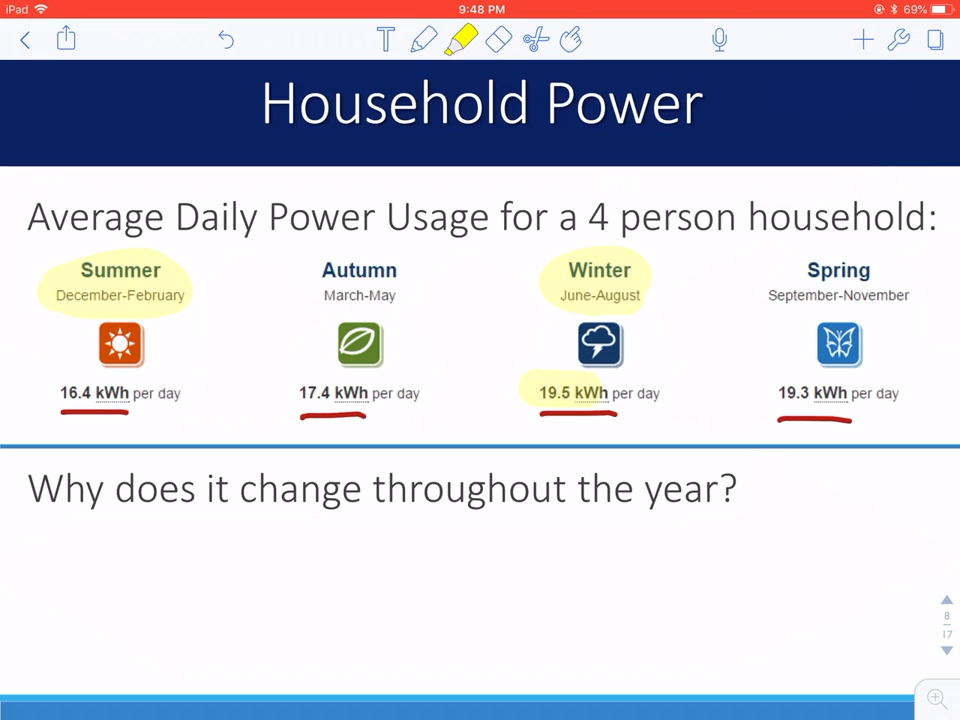 iPad 9:48 PM 69%
T
Household Power
Average Daily Power Usage for a 4 person household:
Summer Autumn Winter Spring
December-February March-May June-August September-November
16.4 kWh per day 17.4 kWh per day 19.5 kWh per day 19.3 kWh per day
Why does it change throughout the year?
8
17